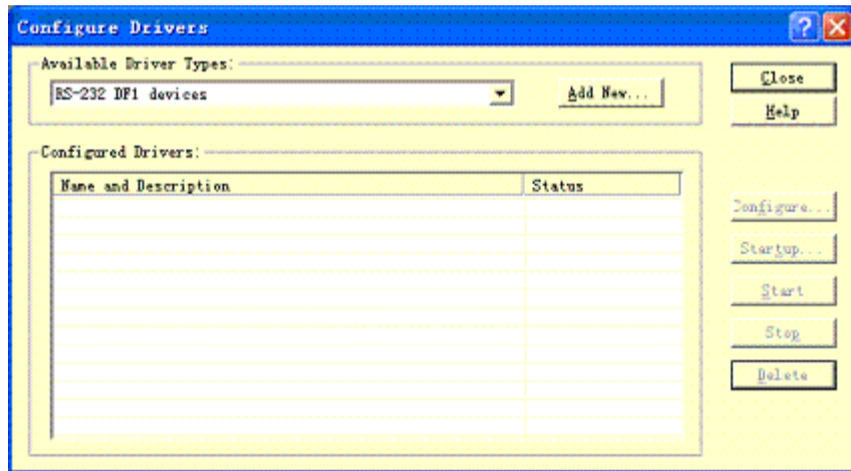 Configure Drivers
Available Driver Types:
RS-232 DF1 devices
Add New...
Close
Help
Configured Drivers:
Name and Description
Status
Configure...
Startup...
Start
Stop
Delete